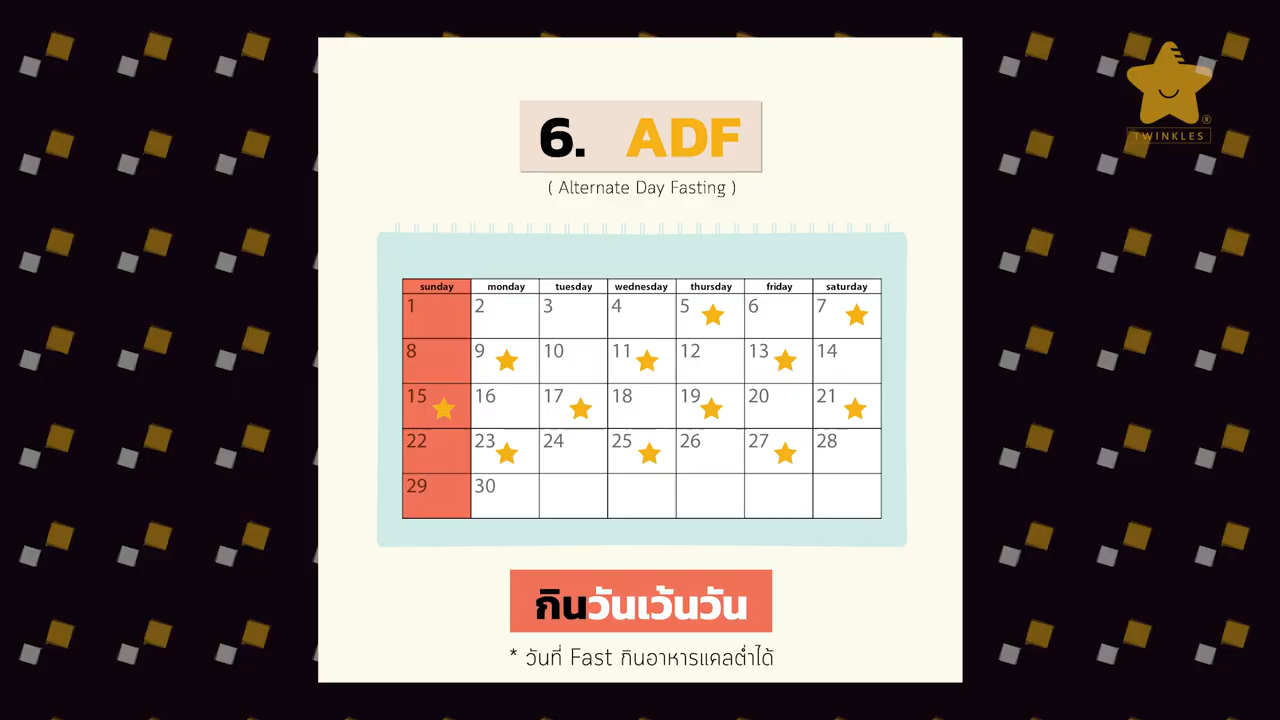 6. ADF
( Alternate Day Fasting )
TWINKLES ®
sunday monday tuesday wednesday thursday friday saturday
1 2 3 4 5 6 7
8 9 10 11 12 13 14
15 16 17 18 19 20 21
22 23 24 25 26 27 28
29 30
กินวันเว้นวัน
* วันที่ Fast กินอาหารแคลต่ำได้